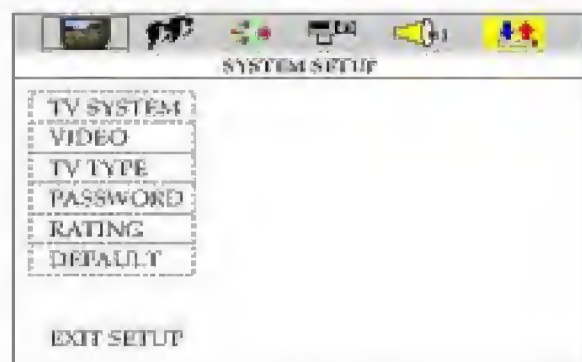 SYSTEM SETUP
TV SYSTEM
VIDEO
TV TYPE
PASSWORD
RATING
DEFAULT
EXIT SETUP